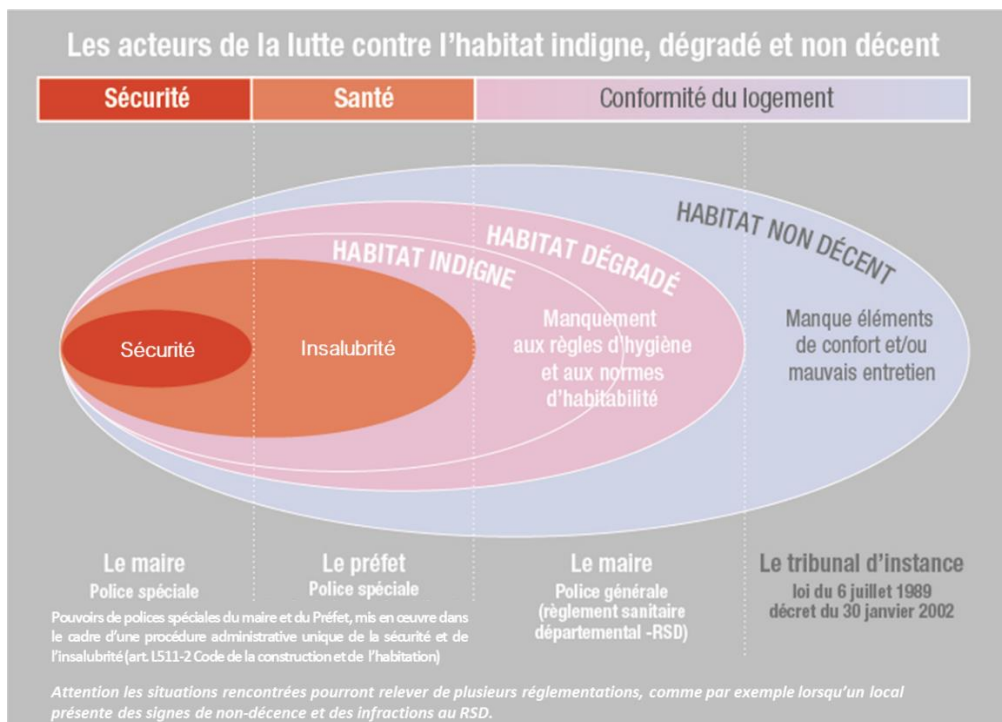 Les acteurs de la lutte contre l'habitat indigne, dégradé et non décent
Sécurité
Santé
Conformité du logement
HABITAT INDIGNE
HABITAT DÉGRADÉ
HABITAT NON DÉCENT
Sécurité
Insalubrité
Manquement
aux règles d'hygiène
et aux normes
d'habitabilité
Manque éléments
de confort et/ou
mauvais entretien
Le maire
Police spéciale
Le préfet
Police spéciale
Pouvoirs de polices spéciales du maire et du Préfet, mis en œuvre dans
le cadre d'une procédure administrative unique de la sécurité et de
l'insalubrité (art. L511-2 Code de la construction et de l'habitation)
Le maire
Police générale
(règlement sanitaire
départemental -RSD)
Le tribunal d'instance
loi du 6 juillet 1989
décret du 30 janvier 2002
Attention les situations rencontrées pourront relever de plusieurs réglementations, comme par exemple lorsqu'un local
présente des signes de non-décence et des infractions au RSD.